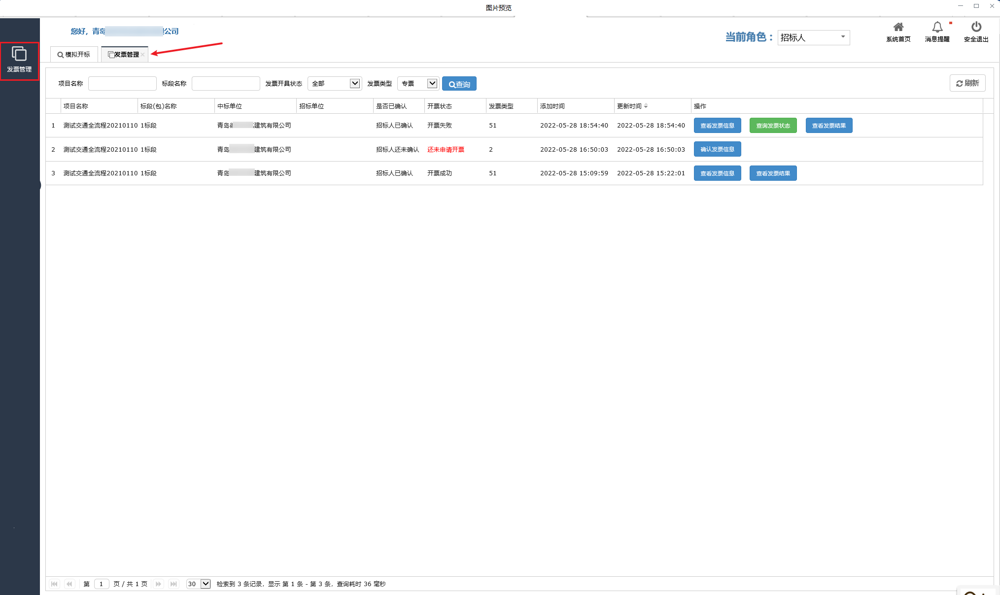 图片预览
您好，青岛 公司
当前角色：
招标人
系统首页
消息提醒
安全退出
发票管理
模拟开标
发票管理
项目名称
标段名称
发票开具状态 全部
发票类型 专票
查询
刷新
项目名称 标段(包)名称 中标单位 招标单位 是否已确认 开票状态 发票类型 添加时间 更新时间 操作
1 测试交通全流程20210110 1标段 青岛 建筑有限公司 招标人已确认 开票失败 51 2022-05-28 18:54:40 2022-05-28 18:54:40 查看发票信息 查询发票状态 查看发票结果
2 测试交通全流程20210110 1标段 青岛 建筑有限公司 招标人还未确认 还未申请开票 2 2022-05-28 16:50:03 2022-05-28 16:50:03 确认发票信息
3 测试交通全流程20210110 1标段 青岛 建筑有限公司 招标人已确认 开票成功 51 2022-05-28 15:09:59 2022-05-28 15:22:01 查看发票信息 查看发票结果
第 1 页 / 共 1 页 30 检索到 3 条记录，显示 第 1 条 - 第 3 条，查询耗时 36 毫秒